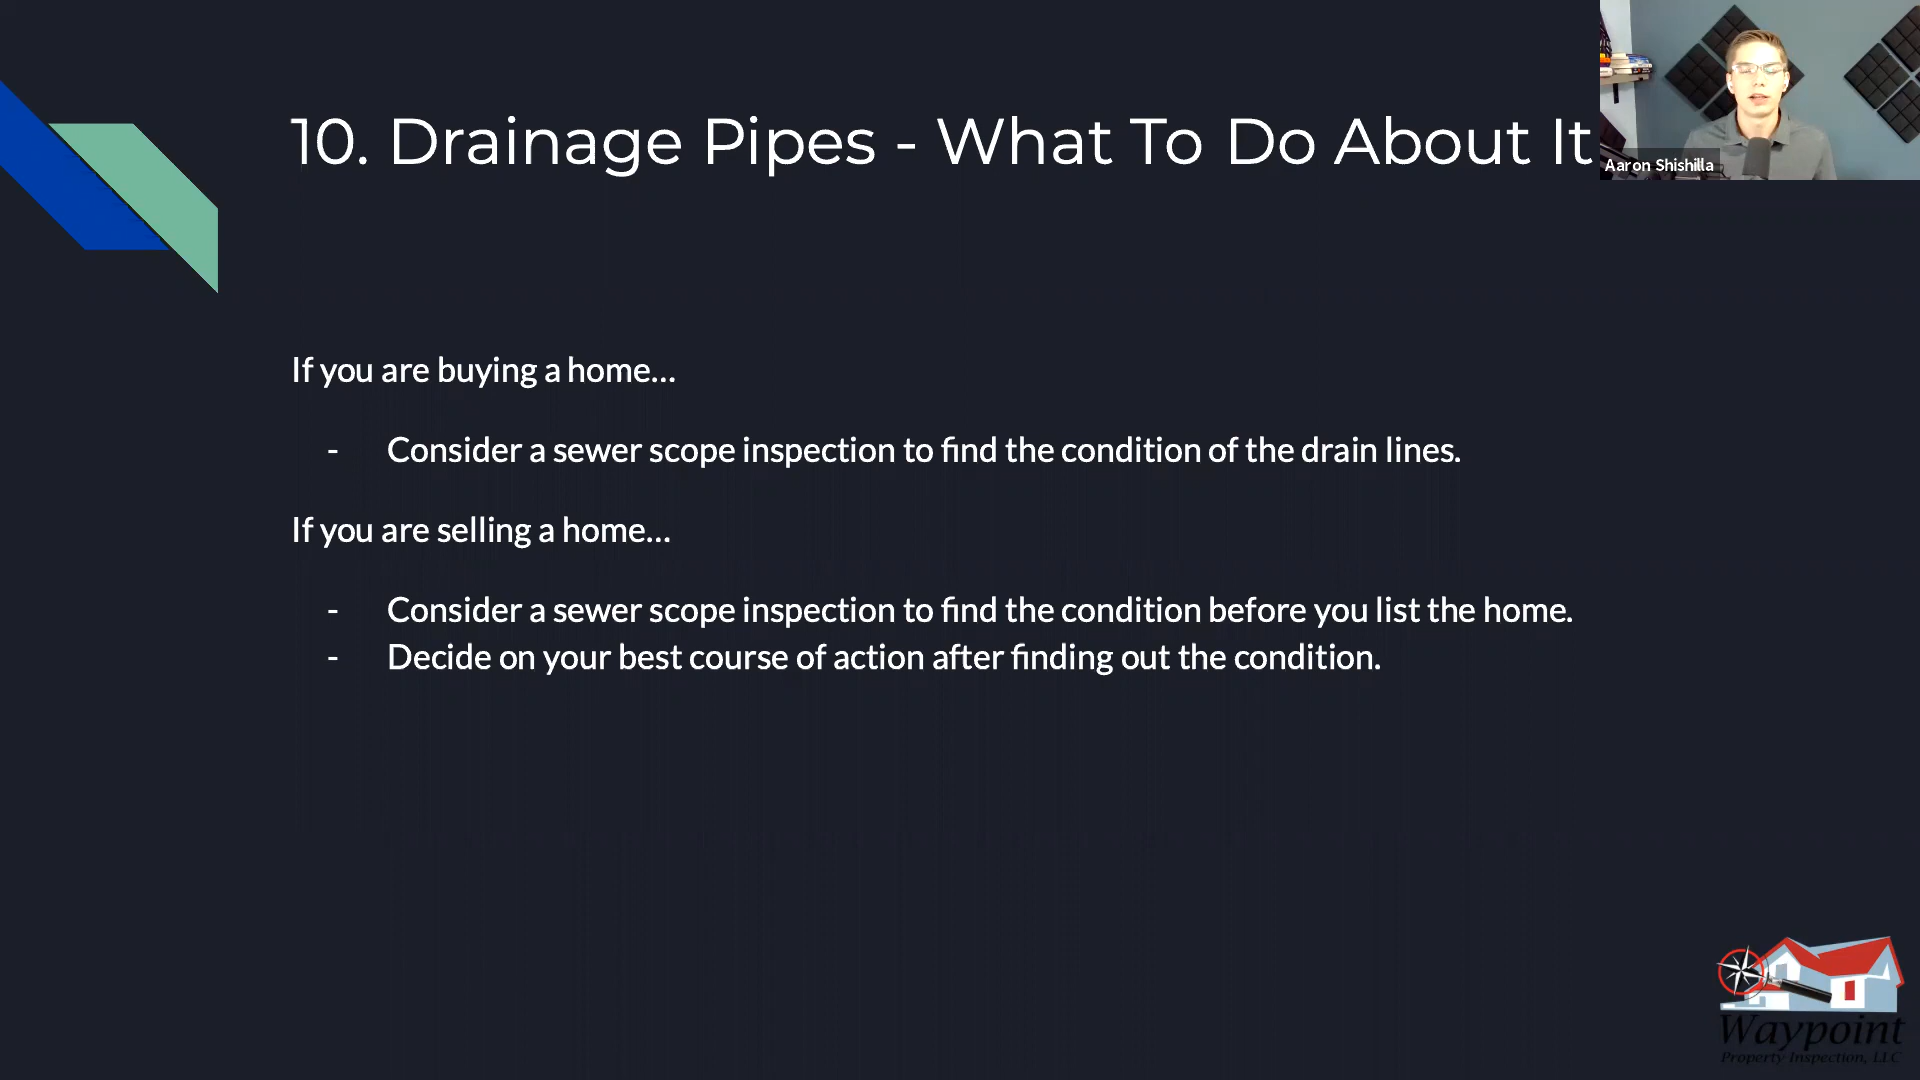 10. Drainage Pipes - What To Do About It
Aaron Shishilla
If you are buying a home...
- Consider a sewer scope inspection to find the condition of the drain lines.
If you are selling a home...
- Consider a sewer scope inspection to find the condition before you list the home.
- Decide on your best course of action after finding out the condition.
Waypoint
Property Inspection, LLC